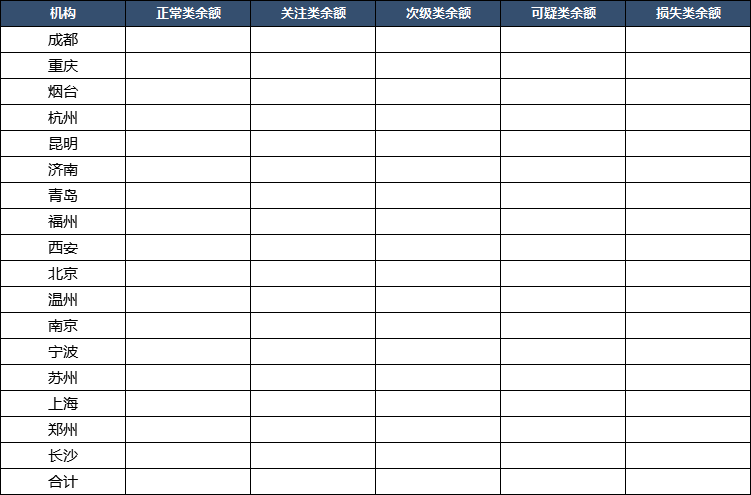 机构 正常类余额 关注类余额 次级类余额 可疑类余额 损失类余额
成都
重庆
烟台
杭州
昆明
济南
青岛
福州
西安
北京
温州
南京
宁波
苏州
上海
郑州
长沙
合计